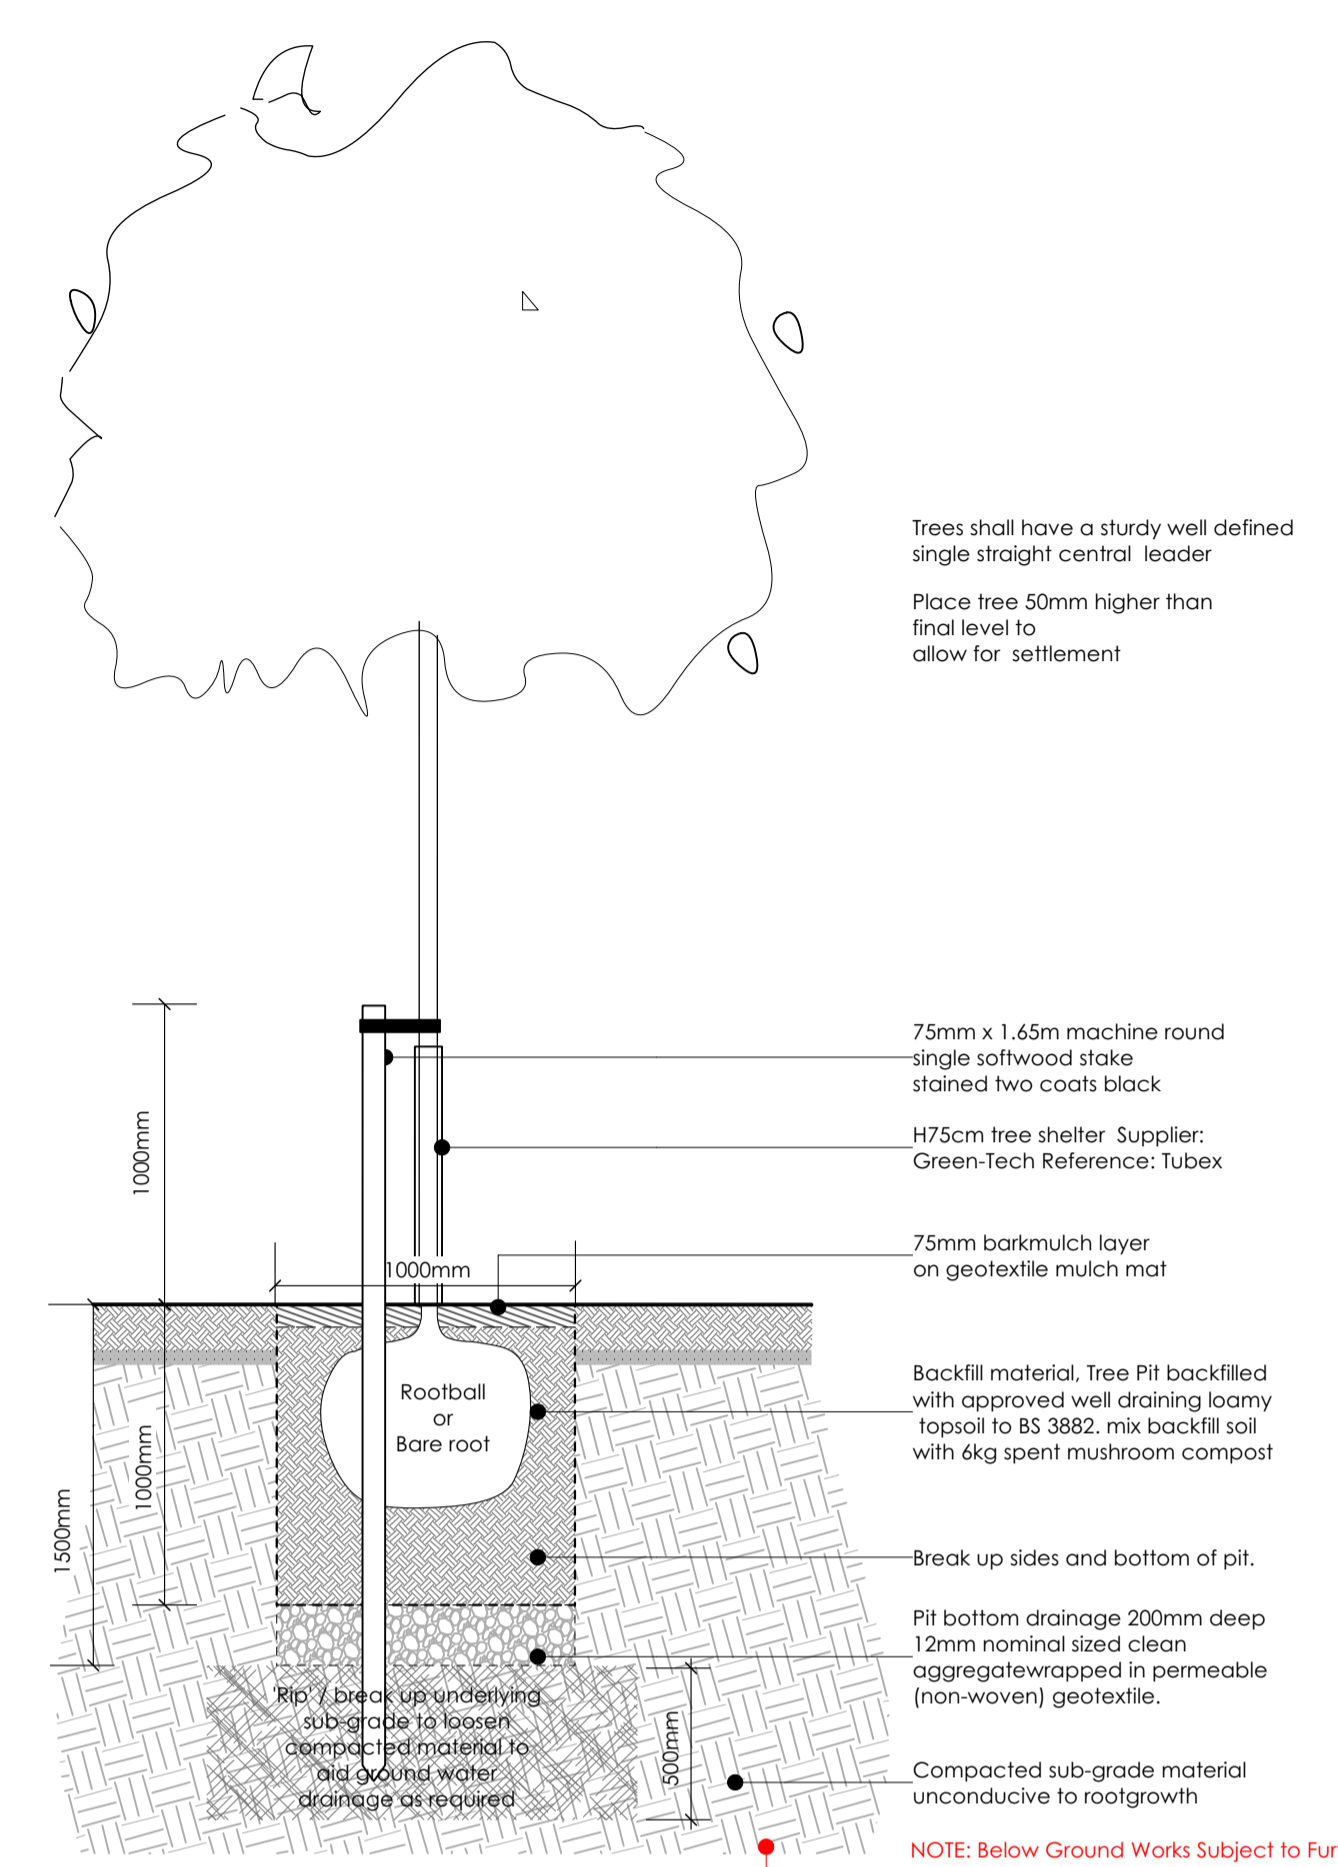 Trees shall have a sturdy well defined
single straight central leader
Place tree 50mm higher than
final level to
allow for settlement
75mm x 1.65m machine round
single softwood stake
stained two coats black
H75cm tree shelter Supplier:
Green-Tech Reference: Tubex
75mm barkmulch layer
on geotextile mulch mat
Backfill material, Tree Pit backfilled
with approved well draining loamy
topsoil to BS 3882. mix backfill soil
with 6kg spent mushroom compost
Break up sides and bottom of pit.
Pit bottom drainage 200mm deep
12mm nominal sized clean
aggregatewrapped in permeable
(non-woven) geotextile.
Compacted sub-grade material
unconducive to rootgrowth
NOTE: Below Ground Works Subject to Fur
1000mm
1000mm
1000mm
1500mm
500mm
Rootball
or
Bare root
'Rip' / break up underlying
sub-grade to loosen
compacted material to
aid ground water
drainage as required